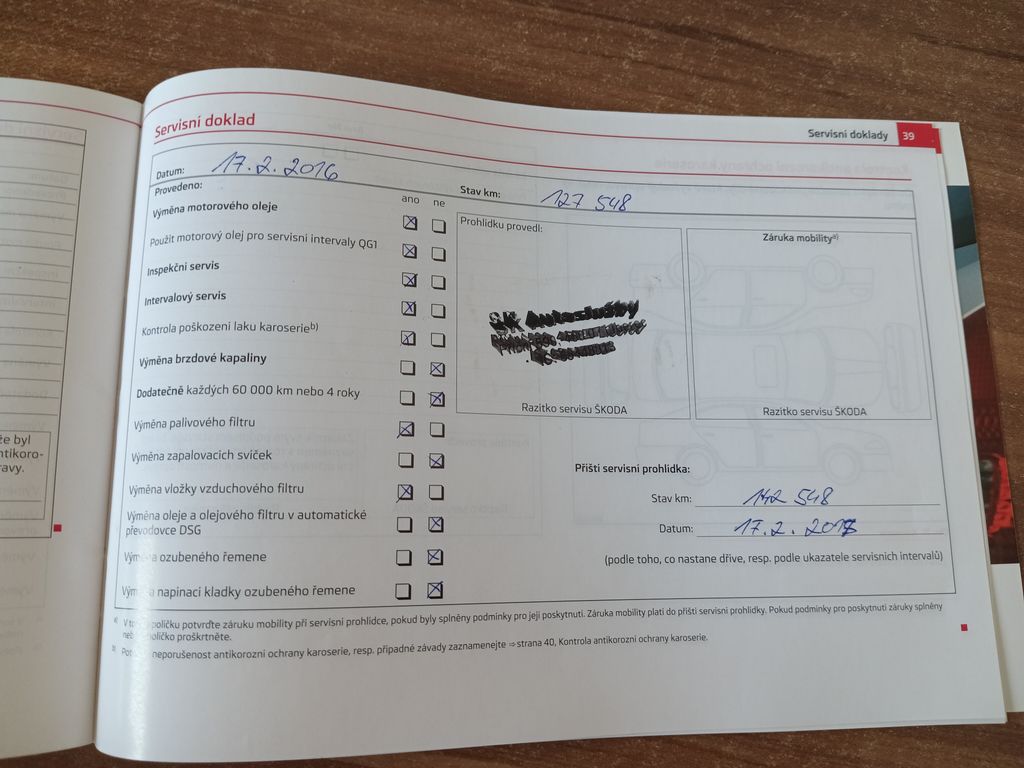 Servisní doklad
Servisní doklady 39
Datum: 17.2.2016
Stav km: 127 548
Provedeno:
ano ne
Výměna motorového oleje
Použit motorový olej pro servisní intervaly QG1
Inspekční servis
Intervalový servis
Kontrola poškození laku karoserie b)
Výměna brzdové kapaliny
Dodatečně každých 60 000 km nebo 4 roky
Výměna palivového filtru
Výměna zapalovacích svíček
Výměna vložky vzduchového filtru
Výměna oleje a olejového filtru v automatické
převodovce DSG
Výměna ozubeného řemene
napínací kladky ozubeného řemene
Prohlídku provedl:
Autoslužby
Razítko servisu ŠKODA
Záruka mobility a)
Razítko servisu ŠKODA
Příští servisní prohlídka:
Stav km: 142 548
Datum: 17.2.
(podle toho, co nastane dříve, resp. podle ukazatele servisních intervalů)
a) V políčku potvrďte záruku mobility při servisní prohlídce, pokud byly splněny podmínky pro její poskytnutí. Záruka mobility platí do příští servisní prohlídky. Pokud podmínky pro poskytnutí záruky splněny
políčko proškrtněte.
b) neporušenost antikorozní ochrany karoserie, resp. případné závady zaznamenejte ⇒ strana 40, Kontrola antikorozní ochrany karoserie.
že byl
ntikoro-
ravy.